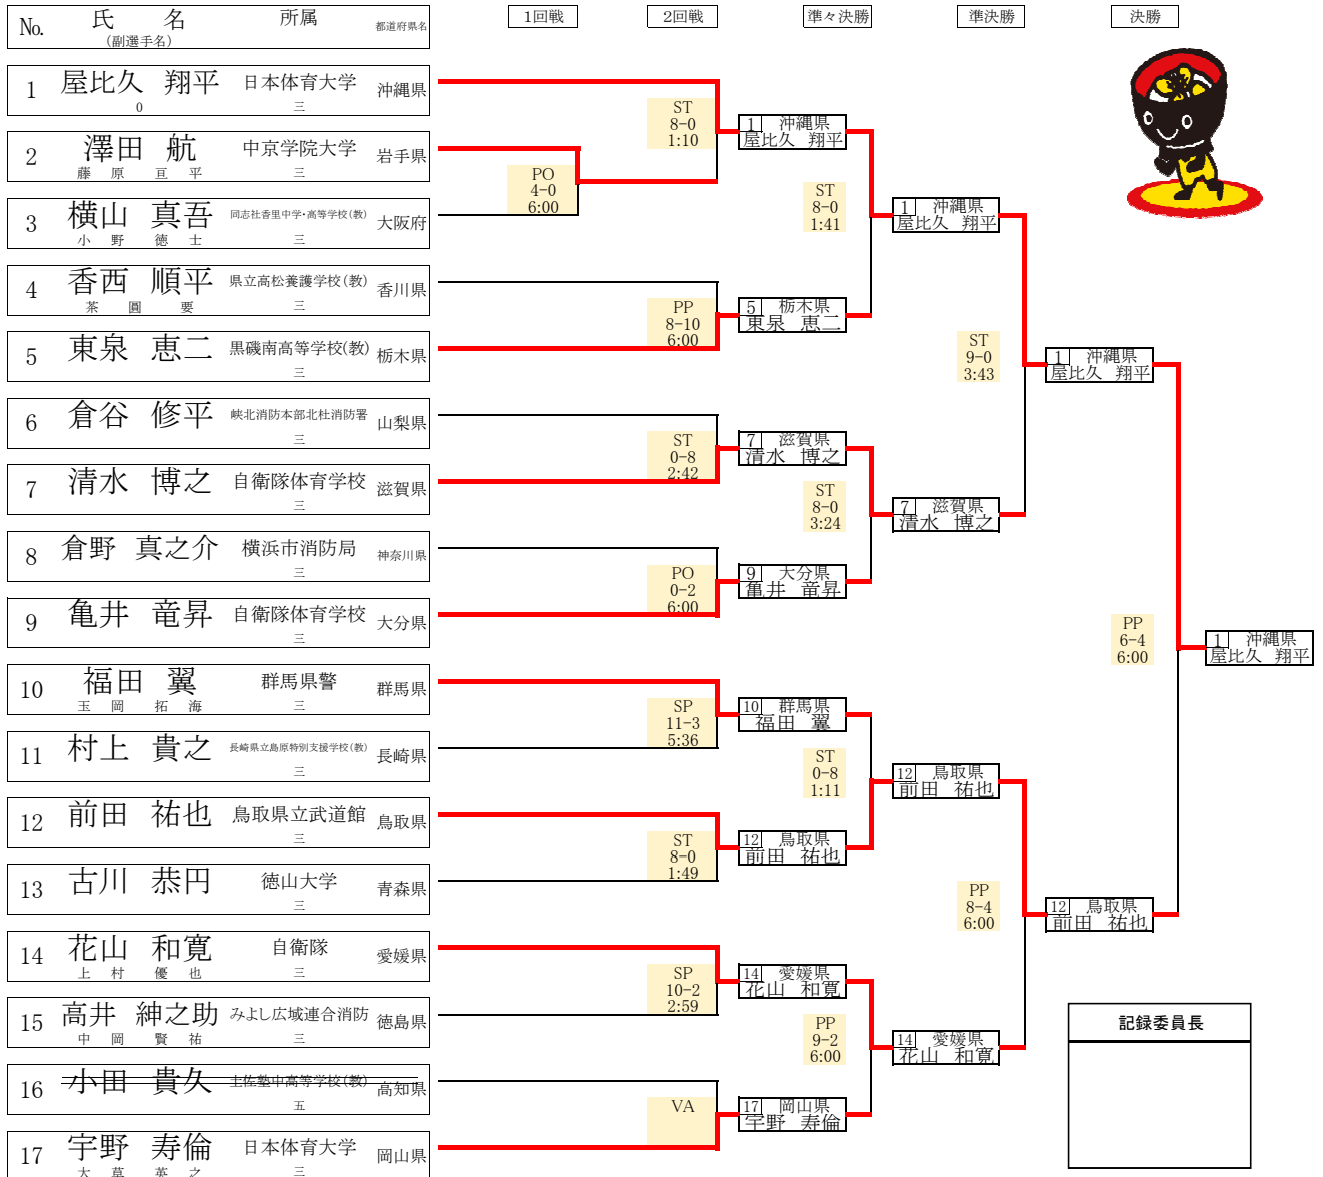 No. 氏 名 所属 都道府県名
(副選手名)
1回戦 2回戦 準々決勝 準決勝 決勝
1 屋比久 翔平 日本体育大学 沖縄県
0 三
2 澤田 航 中京学院大学 岩手県
藤 原 亘 平 三
3 横山 真吾 同志社香里中学・高等学校(教) 大阪府
小 野 徳 士 三
4 香西 順平 県立高松養護学校(教) 香川県
茶 圓 要 三
5 東泉 恵二 黒磯南高等学校(教) 栃木県
三
6 倉谷 修平 峡北消防本部北杜消防署 山梨県
三
7 清水 博之 自衛隊体育学校 滋賀県
三
8 倉野 真之介 横浜市消防局 神奈川県
三
9 亀井 竜昇 自衛隊体育学校 大分県
三
10 福田 翼 群馬県警 群馬県
玉 岡 拓 海 三
11 村上 貴之 長崎県立島原特別支援学校(教) 長崎県
三
12 前田 祐也 鳥取県立武道館 鳥取県
三
13 古川 恭円 徳山大学 青森県
三
14 花山 和寛 自衛隊 愛媛県
上 村 優 也 三
15 高井 紳之助 みよし広域連合消防 徳島県
中 岡 賢 祐 三
16 小田 貴久 土佐塾中高等学校(教) 高知県
五
17 宇野 寿倫 日本体育大学 岡山県
大 草 英 之 三
PO
4-0
6:00
ST
8-0
1:10
PP
8-10
6:00
ST
0-8
2:42
PO
0-2
6:00
SP
11-3
5:36
ST
8-0
1:49
SP
10-2
2:59
VA
1 沖縄県
屋比久 翔平
5 栃木県
東泉 恵二
7 滋賀県
清水 博之
9 大分県
亀井 竜昇
10 群馬県
福田 翼
12 鳥取県
前田 祐也
14 愛媛県
花山 和寛
17 岡山県
宇野 寿倫
ST
8-0
1:41
ST
8-0
3:24
ST
0-8
1:11
PP
9-2
6:00
1 沖縄県
屋比久 翔平
7 滋賀県
清水 博之
12 鳥取県
前田 祐也
14 愛媛県
花山 和寛
ST
9-0
3:43
PP
8-4
6:00
1 沖縄県
屋比久 翔平
12 鳥取県
前田 祐也
PP
6-4
6:00
1 沖縄県
屋比久 翔平
記録委員長